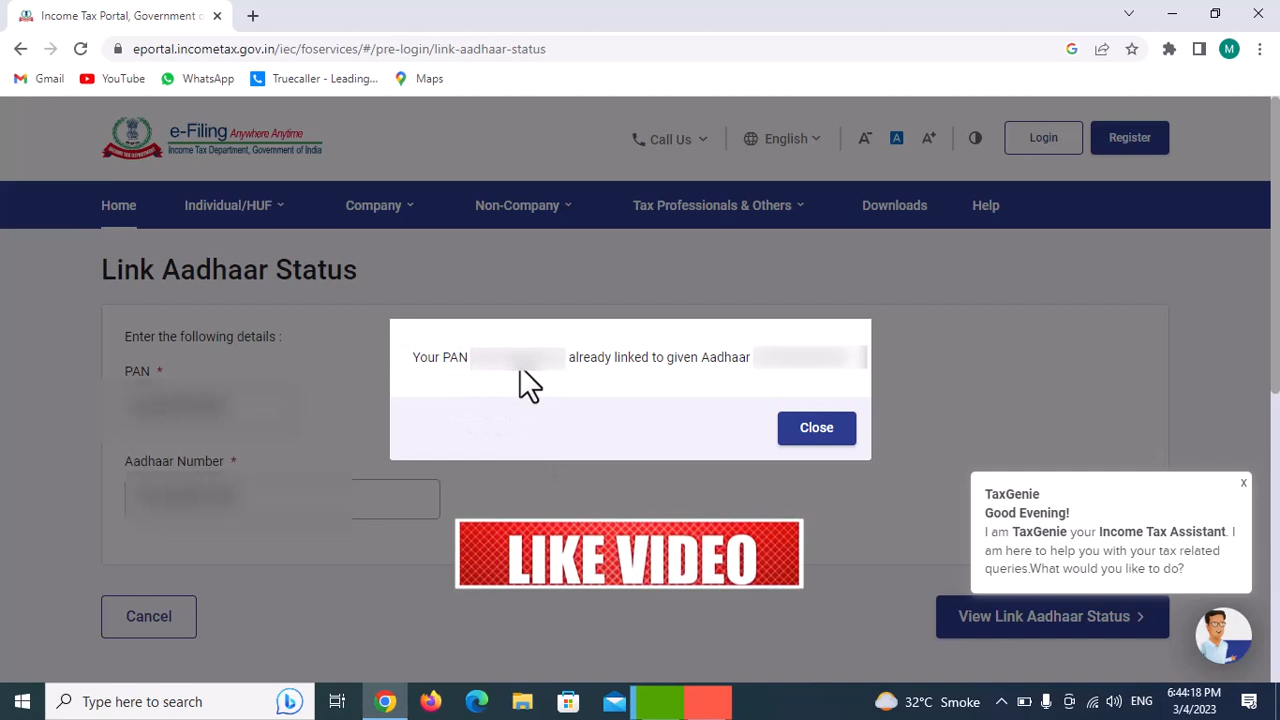 Income Tax Portal, Government o
eportal.incometax.gov.in/iec/foservices/#/pre-login/link-aadhaar-status
M
Gmail YouTube WhatsApp Truecaller - Leading... Maps
e-Filing Anywhere Anytime
Income Tax Department, Government of India
Call Us English A- A A+ Login Register
Home Individual/HUF Company Non-Company Tax Professionals & Others Downloads Help
Link Aadhaar Status
Enter the following details :
PAN *
Aadhaar Number *
Your PAN already linked to given Aadhaar
Close
LIKE VIDEO
x
TaxGenie
Good Evening!
I am TaxGenie your Income Tax Assistant. I
am here to help you with your tax related
queries.What would you like to do?
Cancel
View Link Aadhaar Status
Type here to search
32°C Smoke
ENG
6:44:18 PM
3/4/2023